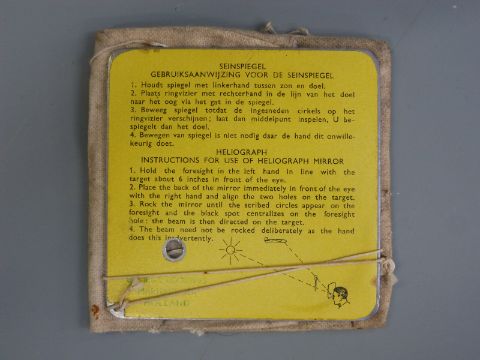 SEINSPIEGEL
GEBRUIKSAANWIJZING VOOR DE SEINSPIEGEL
1. Houdt spiegel met linkerhand tussen zon en doel.
2. Plaats ringvizier met rechterhand in de lijn van het doel
naar het oog via het gat in de spiegel.
3. Beweeg spiegel totdat de ingesneden cirkels op het
ringvizier verschijnen; laat dan middelpunt inspelen, U be-
spiegelt dan het doel.
4. Bewegen van spiegel is niet nodig daar de hand dit onwille-
keurig doet.
HELIOGRAPH
INSTRUCTIONS FOR USE OF HELIOGRAPH MIRROR
1. Hold the foresight in the left hand in line with the
target about 6 inches in front of the eye.
2. Place the back of the mirror immediately in front of the eye
with the right hand and align the two holes on the target.
3. Rock the mirror until the scribed circles appear on the
foresight and the black spot centralizes on the foresight
hole: the beam is then directed on the target.
4. The beam need not be rocked deliberately as the hand
does this inadvertently.
HOLLAND